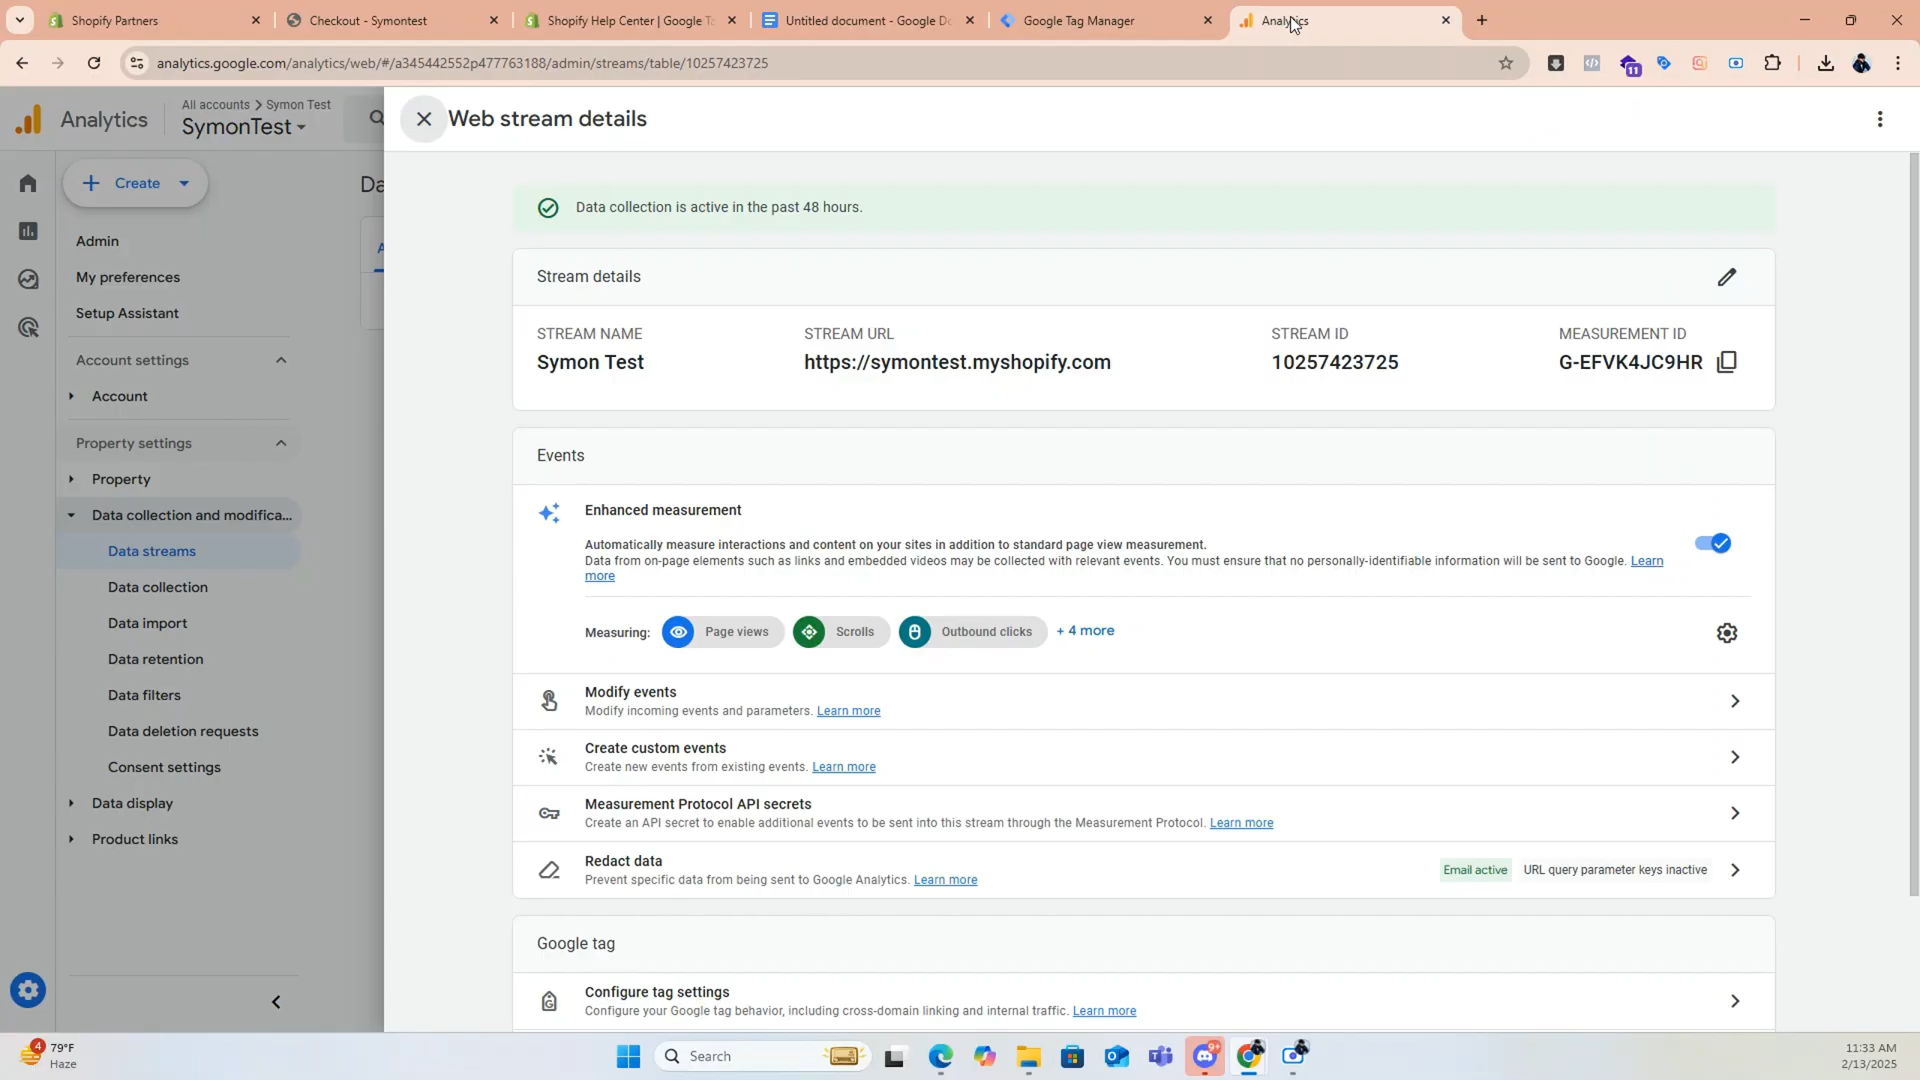 Shopify Partners
Checkout - Symontest
Shopify Help Center | Google T
Untitled document - Google Do
Google Tag Manager
Analytics
analytics.google.com/analytics/web/#/a345442552p477763188/admin/streams/table/10257423725
11
Analytics
All accounts > Symon Test
SymonTest
Web stream details
Create
Da
Data collection is active in the past 48 hours.
Admin
My preferences
Setup Assistant
Account settings
Account
Property settings
Property
Data collection and modifica...
Data streams
Data collection
Data import
Data retention
Data filters
Data deletion requests
Consent settings
Data display
Product links
A
Stream details
STREAM NAME
Symon Test
STREAM URL
https://symontest.myshopify.com
STREAM ID
10257423725
MEASUREMENT ID
G-EFVK4JC9HR
Events
Enhanced measurement
Automatically measure interactions and content on your sites in addition to standard page view measurement.
Data from on-page elements such as links and embedded videos may be collected with relevant events. You must ensure that no personally-identifiable information will be sent to Google. Learn
more
Measuring: Page views Scrolls Outbound clicks + 4 more
Modify events
Modify incoming events and parameters. Learn more
Create custom events
Create new events from existing events. Learn more
Measurement Protocol API secrets
Create an API secret to enable additional events to be sent into this stream through the Measurement Protocol. Learn more
Redact data
Prevent specific data from being sent to Google Analytics. Learn more
Email active
URL query parameter keys inactive
Google tag
Configure tag settings
Configure your Google tag behavior, including cross-domain linking and internal traffic. Learn more
4
79°F
Haze
Search
9+
11:33 AM
2/13/2025